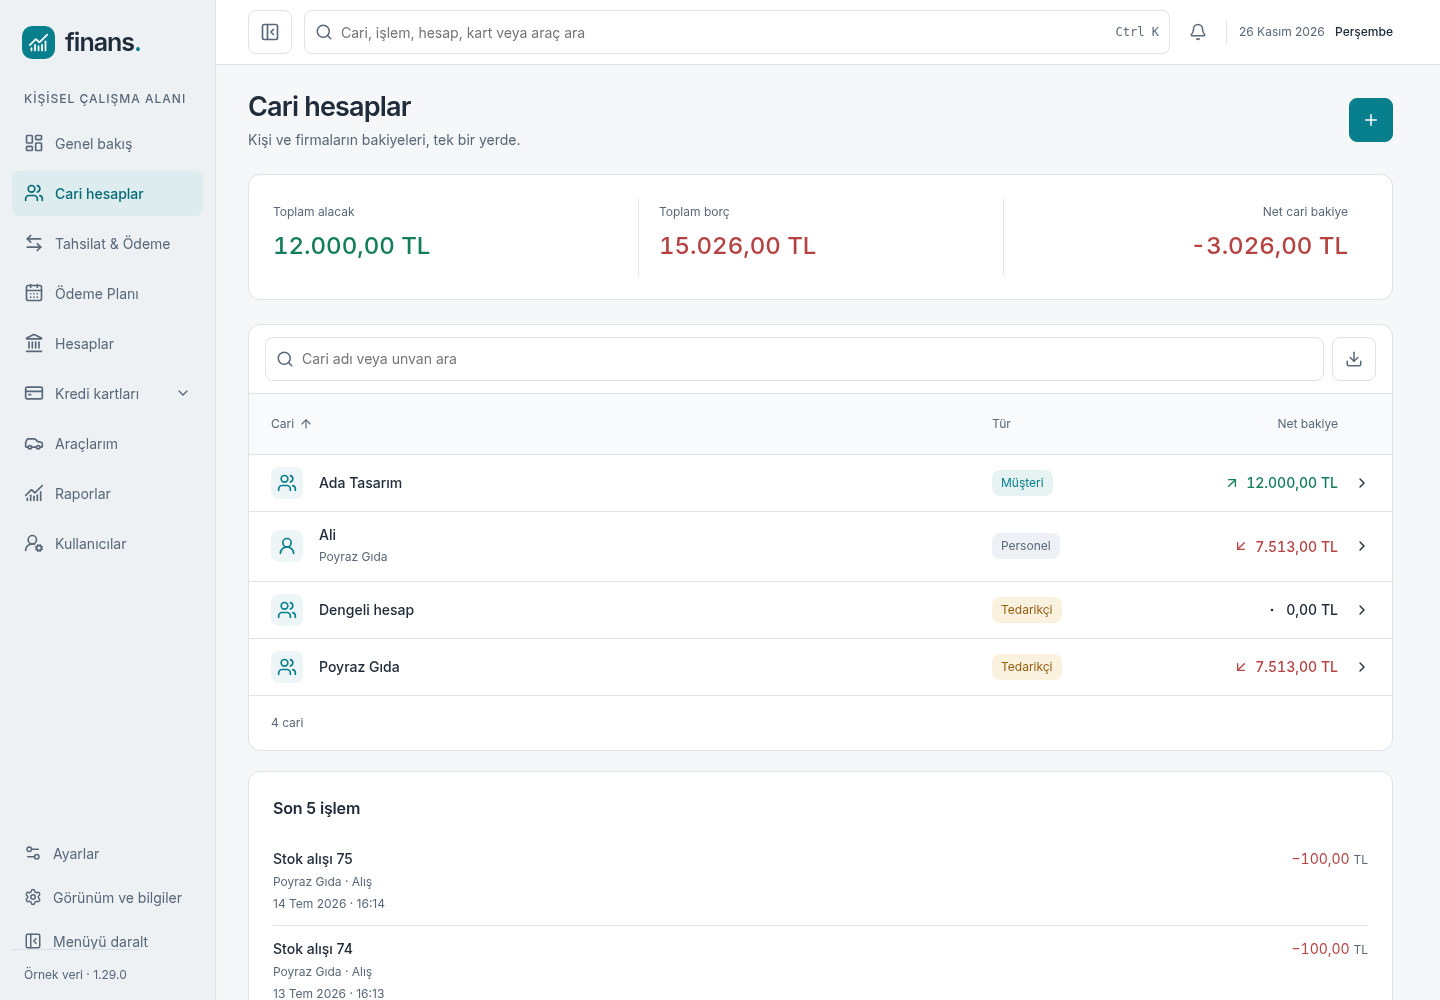 finans.
KİŞİSEL ÇALIŞMA ALANI
Genel bakış
Cari hesaplar
Tahsilat & Ödeme
Ödeme Planı
Hesaplar
Kredi kartları
Araçlarım
Raporlar
Kullanıcılar
Ayarlar
Görünüm ve bilgiler
Menüyü daralt
Örnek veri · 1.29.0
Cari, işlem, hesap, kart veya araç ara Ctrl K
26 Kasım 2026 Perşembe
Cari hesaplar
Kişi ve firmaların bakiyeleri, tek bir yerde.
Toplam alacak
12.000,00 TL
Toplam borç
15.026,00 TL
Net cari bakiye
-3.026,00 TL
Cari adı veya unvan ara
Cari Tür Net bakiye
Ada Tasarım Müşteri 12.000,00 TL
Ali
Poyraz Gıda
Personel 7.513,00 TL
Dengeli hesap Tedarikçi · 0,00 TL
Poyraz Gıda Tedarikçi 7.513,00 TL
4 cari
Son 5 işlem
Stok alışı 75 −100,00 TL
Poyraz Gıda · Alış
14 Tem 2026 · 16:14
Stok alışı 74 −100,00 TL
Poyraz Gıda · Alış
13 Tem 2026 · 16:13